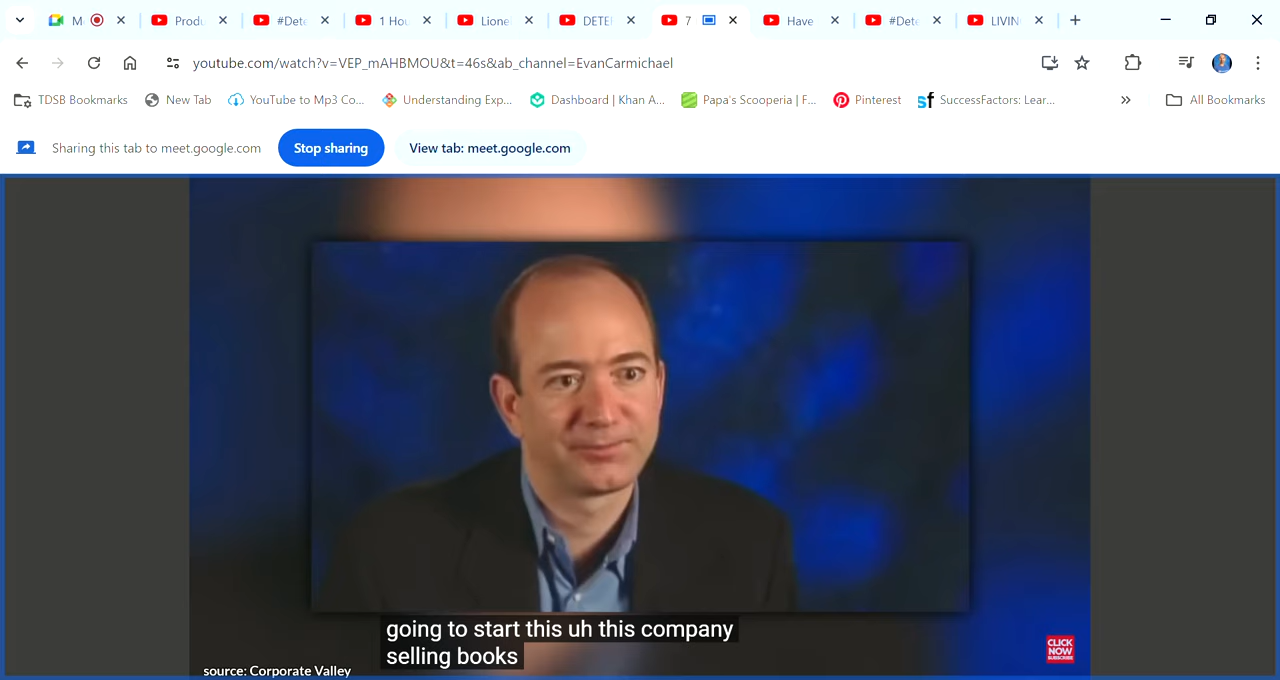 M
Produ
#Dete
1 Hou
Lione
DETER
7
Have
#Dete
LIVIN
youtube.com/watch?v=VEP_mAHBMOU&t=46s&ab_channel=EvanCarmichael
TDSB Bookmarks
New Tab
YouTube to Mp3 Co...
Understanding Exp...
Dashboard | Khan A...
Papa's Scooperia | F...
Pinterest
sf SuccessFactors: Lear...
All Bookmarks
Sharing this tab to meet.google.com
Stop sharing
View tab: meet.google.com
going to start this uh this company
selling books
CLICK
NOW
SUBSCRIBE
source: Corporate Valley